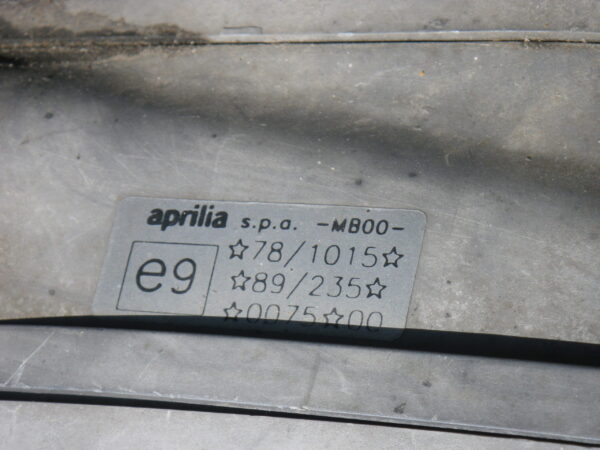 aprilia s.p.a. -MB00-
e9
☆78/1015☆
☆89/235☆
☆0075☆00